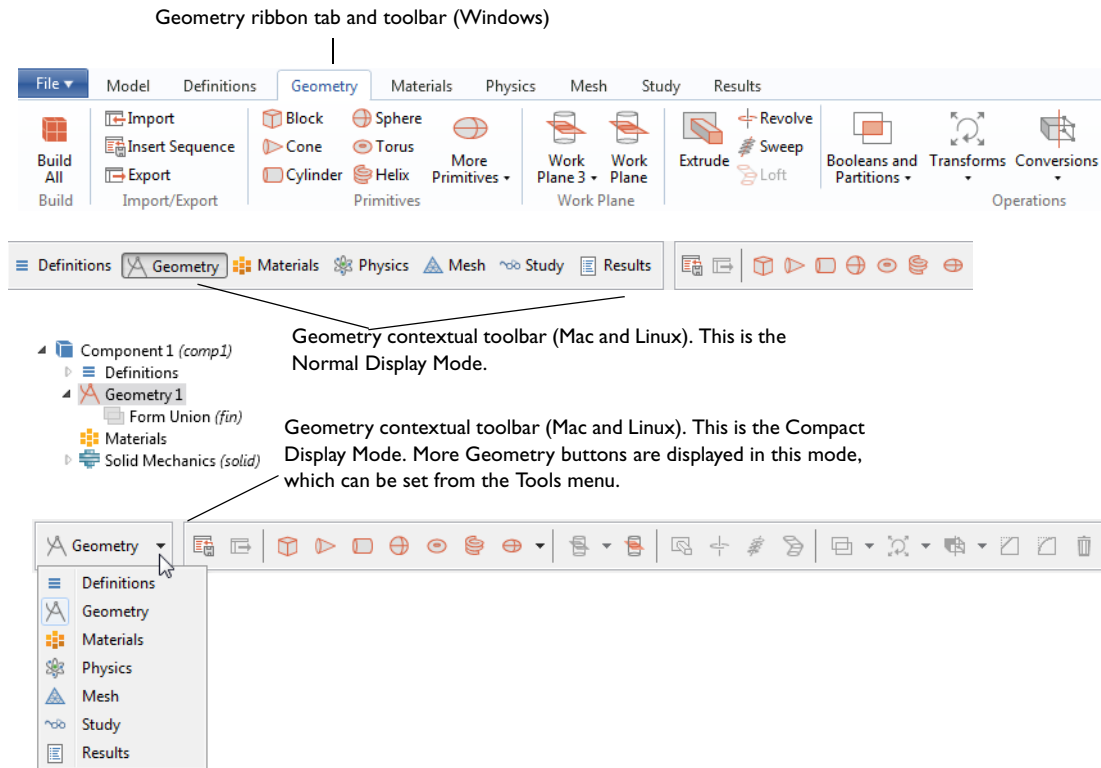 Geometry ribbon tab and toolbar (Windows)
File Model Definitions Geometry Materials Physics Mesh Study Results
Import Block Sphere Revolve
Insert Sequence Cone Torus Sweep
Build All More Primitives Work Plane 3 Work Plane Extrude Booleans and Partitions Transforms Conversions
Export Cylinder Helix Loft
Build Import/Export Primitives Work Plane Operations
Definitions Geometry Materials Physics Mesh Study Results
Geometry contextual toolbar (Mac and Linux). This is the
Normal Display Mode.
Component 1 (comp1)
Definitions
Geometry 1
Form Union (fin)
Materials
Solid Mechanics (solid)
Geometry contextual toolbar (Mac and Linux). This is the Compact
Display Mode. More Geometry buttons are displayed in this mode,
which can be set from the Tools menu.
Geometry
Definitions
Geometry
Materials
Physics
Mesh
Study
Results